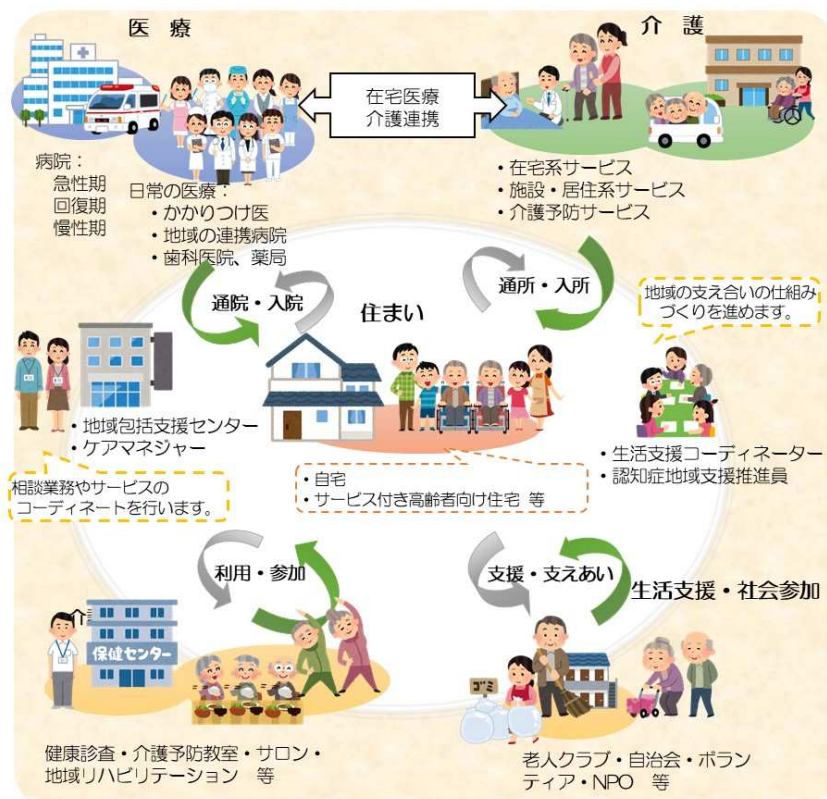 医　療
介　護
在宅医療
介護連携
病院：
急性期
回復期
慢性期
日常の医療：
・かかりつけ医
・地域の連携病院
・歯科医院、薬局
・在宅系サービス
・施設・居住系サービス
・介護予防サービス
通院・入院
通所・入所
住まい
地域の支え合いの仕組み
づくりを進めます。
・地域包括支援センター
・ケアマネジャー
相談業務やサービスの
コーディネートを行います。
・自宅
・サービス付き高齢者向け住宅 等
・生活支援コーディネーター
・認知症地域支援推進員
利用・参加
支援・支えあい
生活支援・社会参加
保健センター
ゴミ
健康診査・介護予防教室・サロン・
地域リハビリテーション　等
老人クラブ・自治会・ボラン
ティア・NPO　等